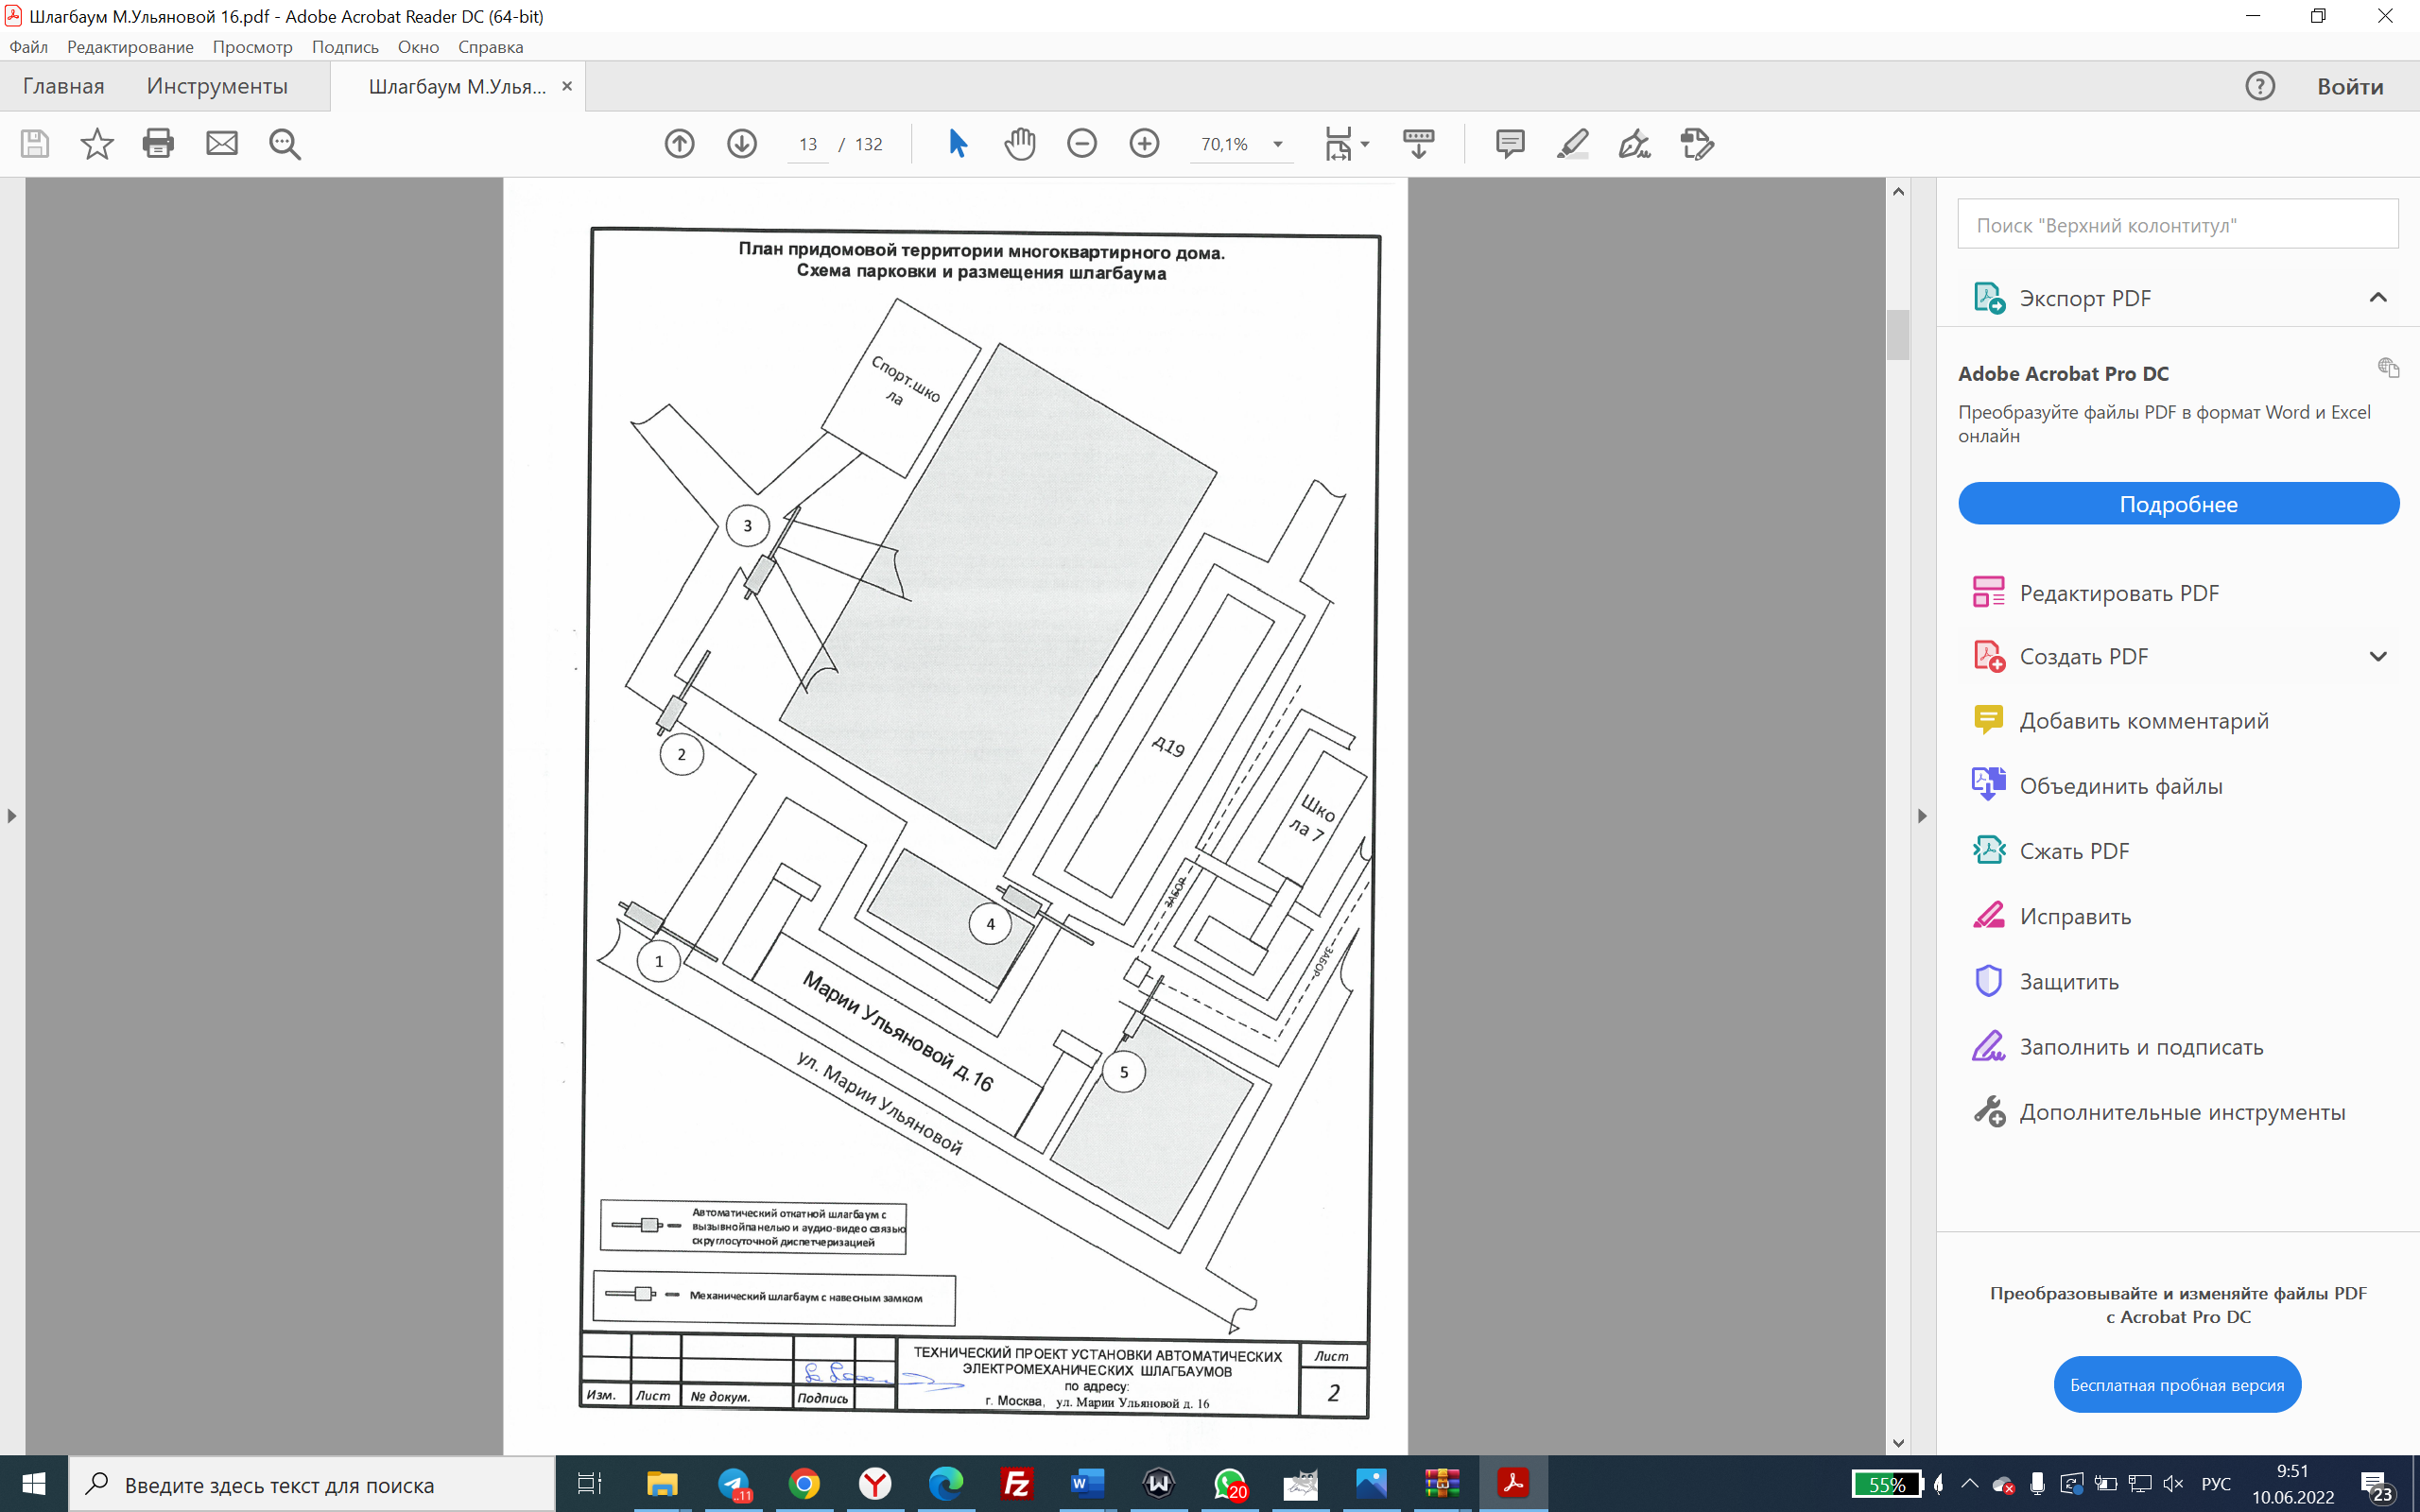 Шлагбаум М.Ульяновой 16.pdf - Adobe Acrobat Reader DC (64-bit)
Файл Редактирование Просмотр Подпись Окно Справка
Главная Инструменты Шлагбаум М.Улья... ×
? Войти
13 / 132 70,1%
План придомовой территории многоквартирного дома.
Схема парковки и размещения шлагбаума
Спорт.шко
ла
3
2
д19
Шко
ла 7
ЗАБОР
ЗАБОР
4
1
Марии Ульяновой д.16
ул. Марии Ульяновой
5
Автоматический откатной шлагбаум с
вызывнойпанелью и аудио-видео связью
скруглосуточной диспетчеризацией
Механический шлагбаум с навесным замком
Изм. Лист № докум. Подпись
ТЕХНИЧЕСКИЙ ПРОЕКТ УСТАНОВКИ АВТОМАТИЧЕСКИХ
ЭЛЕКТРОМЕХАНИЧЕСКИХ ШЛАГБАУМОВ
по адресу:
г. Москва, ул. Марии Ульяновой д. 16
Лист
2
Поиск "Верхний колонтитул"
Экспорт PDF
Adobe Acrobat Pro DC
Преобразуйте файлы PDF в формат Word и Excel
онлайн
Подробнее
Редактировать PDF
Создать PDF
Добавить комментарий
Объединить файлы
Сжать PDF
Исправить
Защитить
Заполнить и подписать
Дополнительные инструменты
Преобразовывайте и изменяйте файлы PDF
с Acrobat Pro DC
Бесплатная пробная версия
Введите здесь текст для поиска
..11
20
55%
РУС
9:51
10.06.2022
23